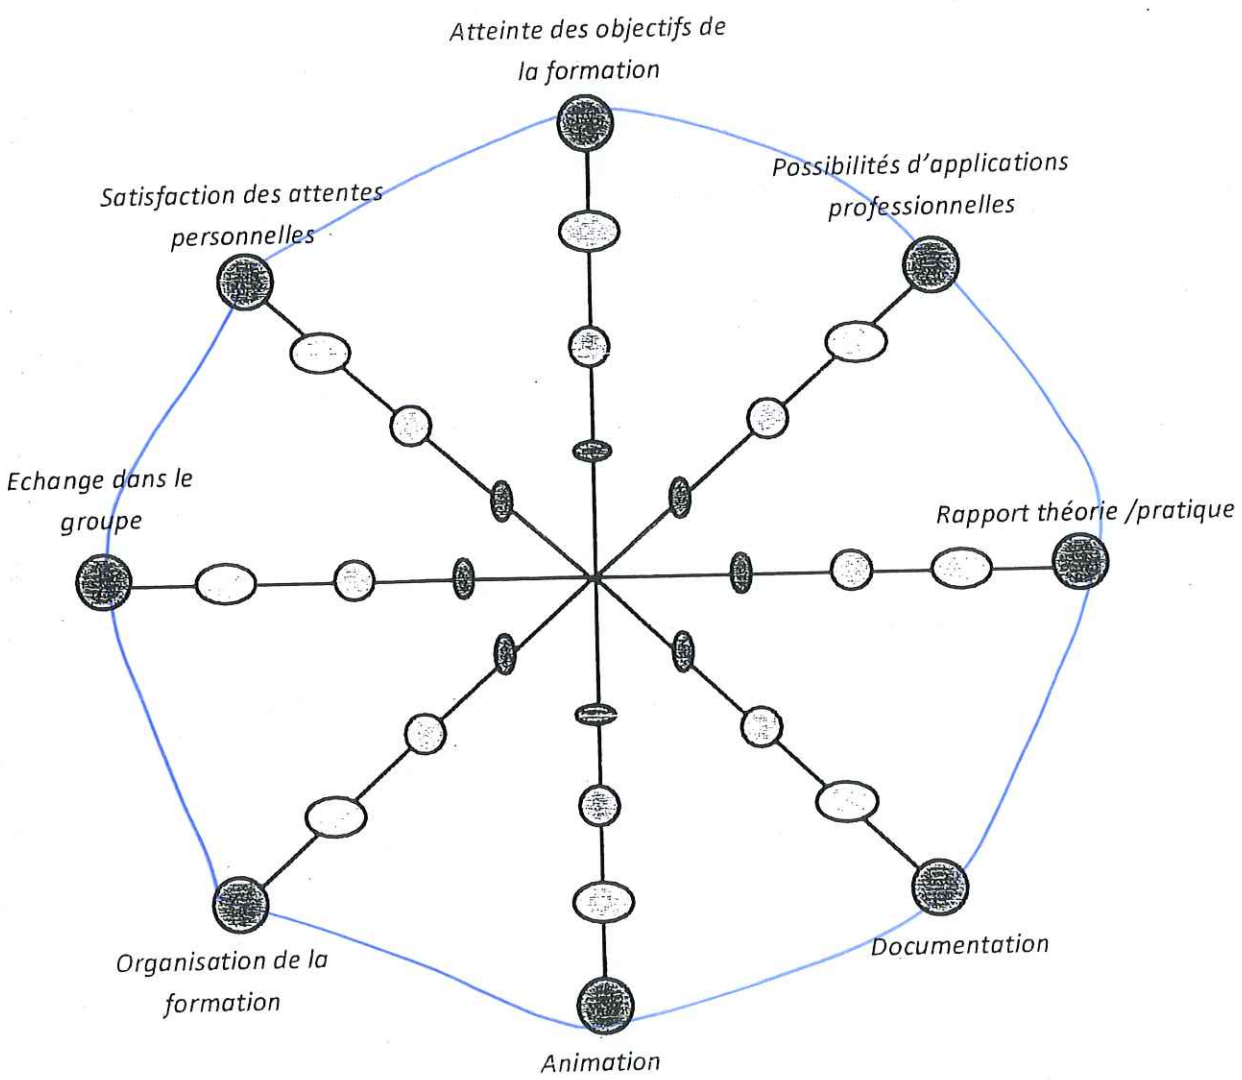 Atteinte des objectifs de
la formation
Possibilités d'applications
professionnelles
Satisfaction des attentes
personnelles
Echange dans le
groupe
Rapport théorie /pratique
Documentation
Organisation de la
formation
Animation